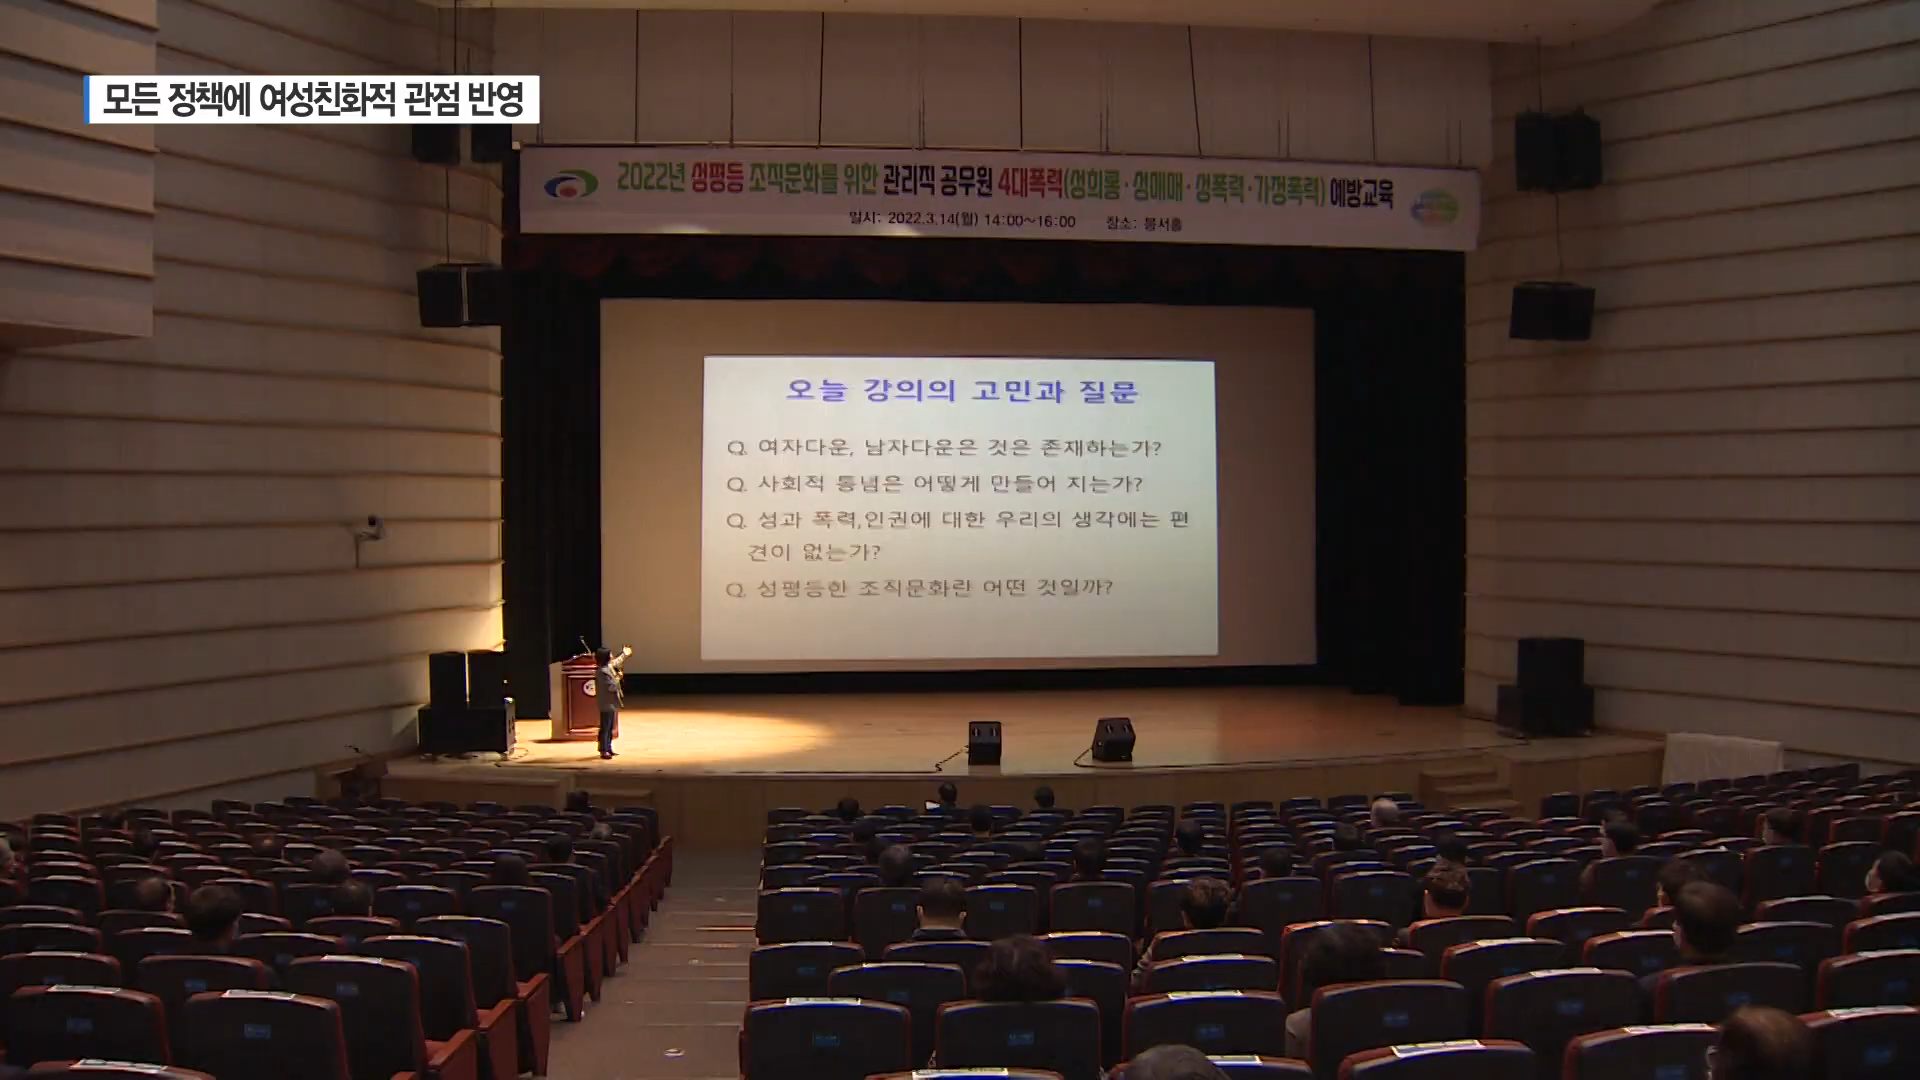 모든 정책에 여성친화적 관점 반영
2022년 성평등 조직문화를 위한 관리직 공무원 4대폭력(성희롱·성매매·성폭력·가정폭력) 예방교육
일시: 2022.3.14(월) 14:00~16:00 장소: 봉서홀
오늘 강의의 고민과 질문
Q. 여자다운, 남자다운은 것은 존재하는가?
Q. 사회적 통념은 어떻게 만들어 지는가?
Q. 성과 폭력,인권에 대한 우리의 생각에는 편
견이 없는가?
Q. 성평등한 조직문화란 어떤 것일까?